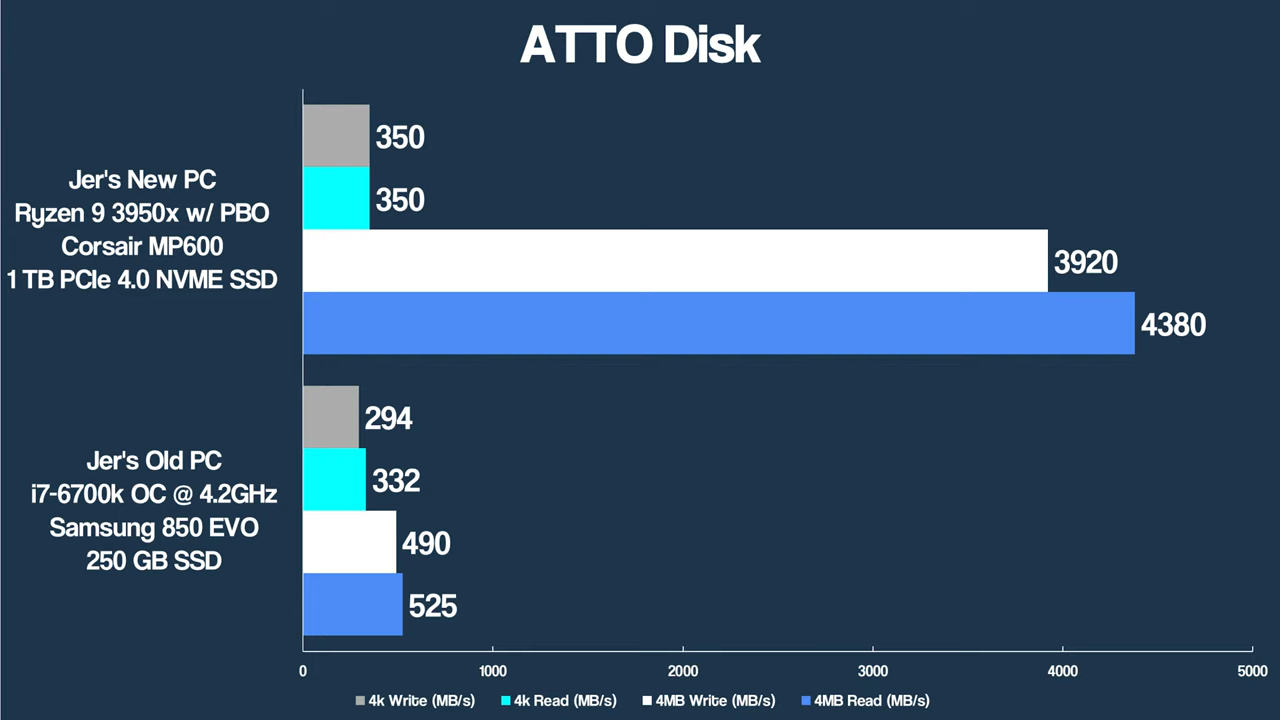 ATTO Disk
350
Jer's New PC
350
Ryzen 9 3950x w/ PBO
Corsair MP600
3920
1 TB PCIe 4.0 NVME SSD
4380
294
Jer's Old PC
332
i7-6700k OC @ 4.2GHz
Samsung 850 EVO
490
250 GB SSD
525
0 1000 2000 3000 4000 5000
4k Write (MB/s) 4k Read (MB/s) 4MB Write (MB/s) 4MB Read (MB/s)